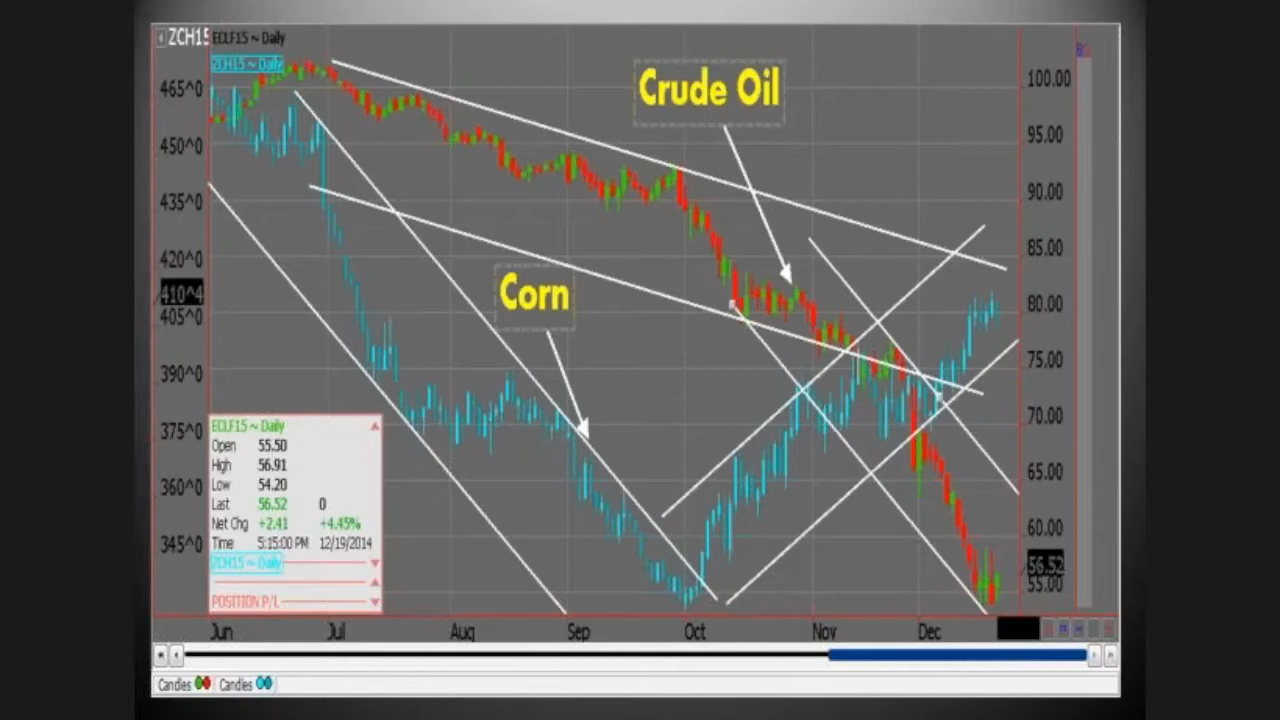 ZCH15
ECLF15 ~ Daily
ZCH15 ~ Daily
Crude Oil
Corn
465^0
450^0
435^0
420^0
410^4
405^0
390^0
375^0
360^0
345^0
100.00
95.00
90.00
85.00
80.00
75.00
70.00
65.00
60.00
56.52
55.00
ECLF15 ~ Daily
Open 55.50
High 56.91
Low 54.20
Last 56.52 0
Net Chg +2.41 +4.45%
Time 5:15:00 PM 12/19/2014
ZCH15 ~ Daily
POSITION P/L
Jun Jul Aug Sep Oct Nov Dec
Candles Candles